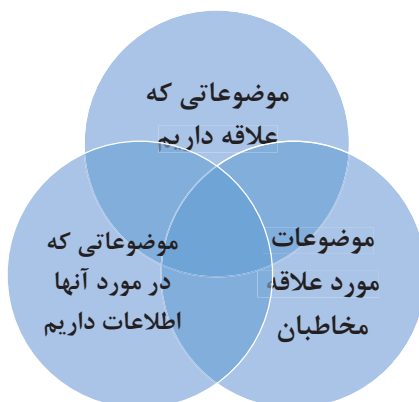 موضوعاتی که
علاقه داریم
موضوعات
مورد علاقه
مخاطبان
موضوعاتی که
در مورد آنها
اطلاعات داریم